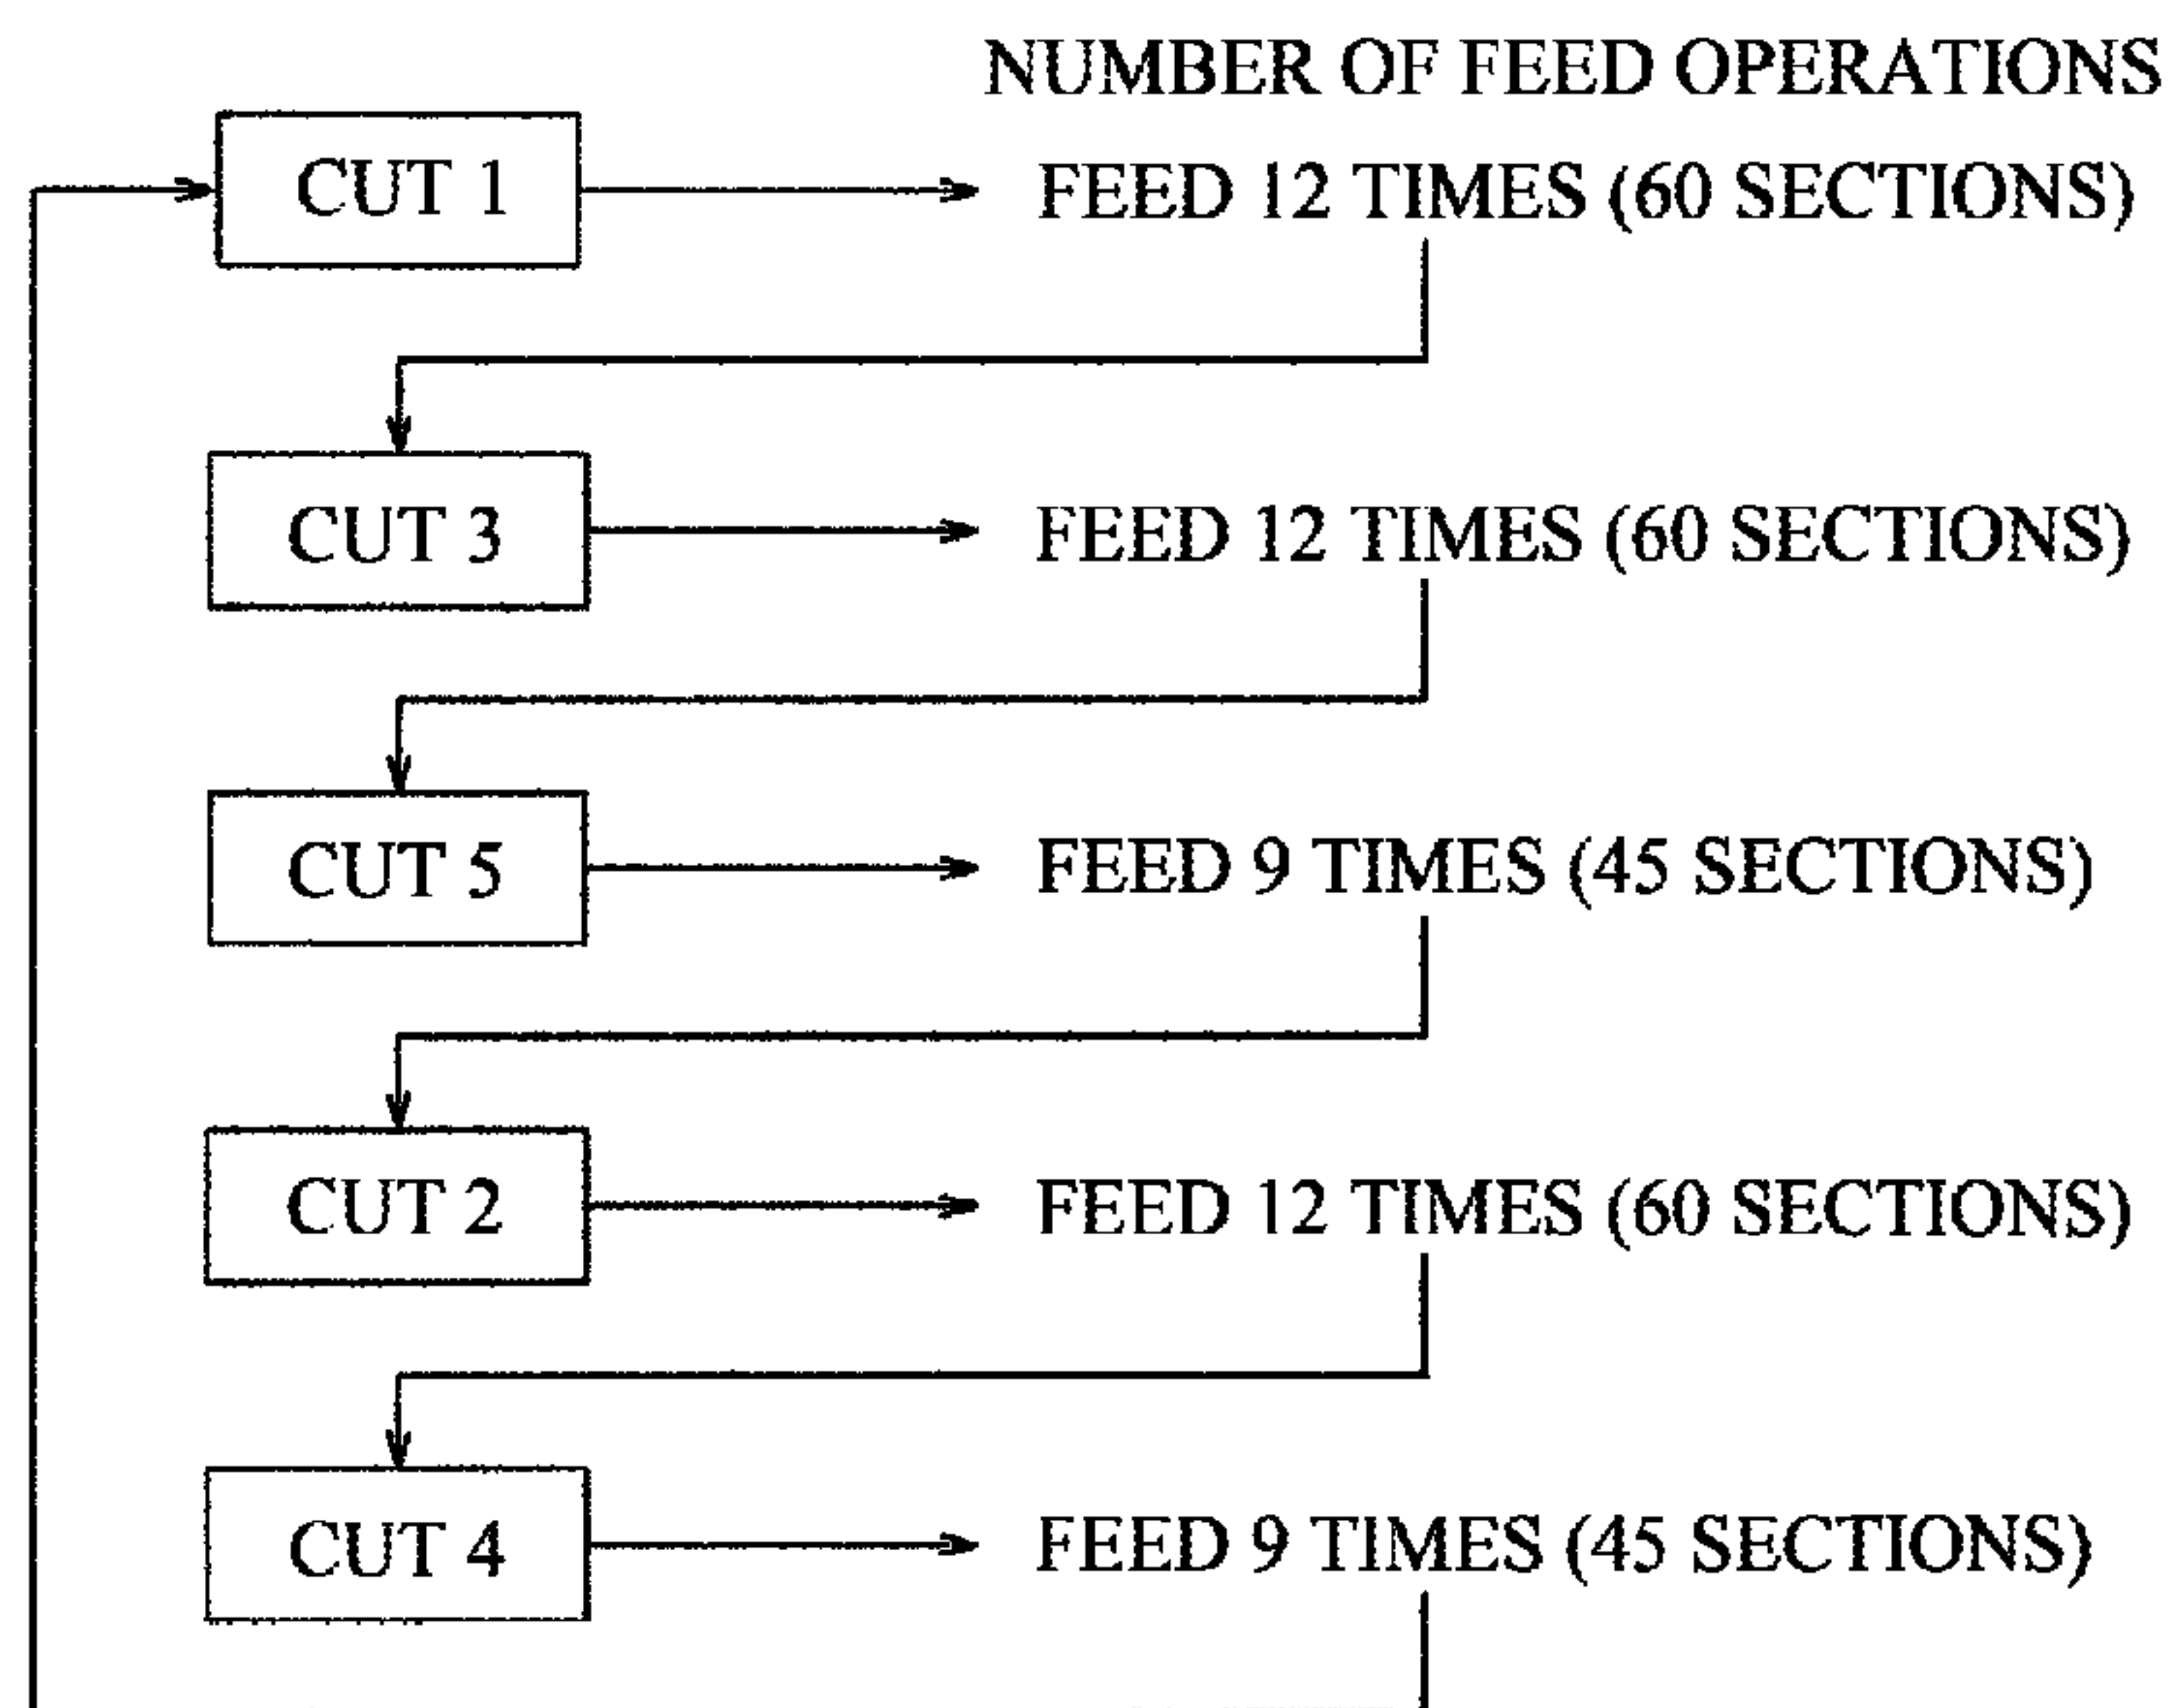 NUMBER OF FEED OPERATIONS
CUT 1
FEED 12 TIMES (60 SECTIONS)
CUT 3
FEED 12 TIMES (60 SECTIONS)
CUT 5
FEED 9 TIMES (45 SECTIONS)
CUT 2
FEED 12 TIMES (60 SECTIONS)
CUT 4
FEED 9 TIMES (45 SECTIONS)